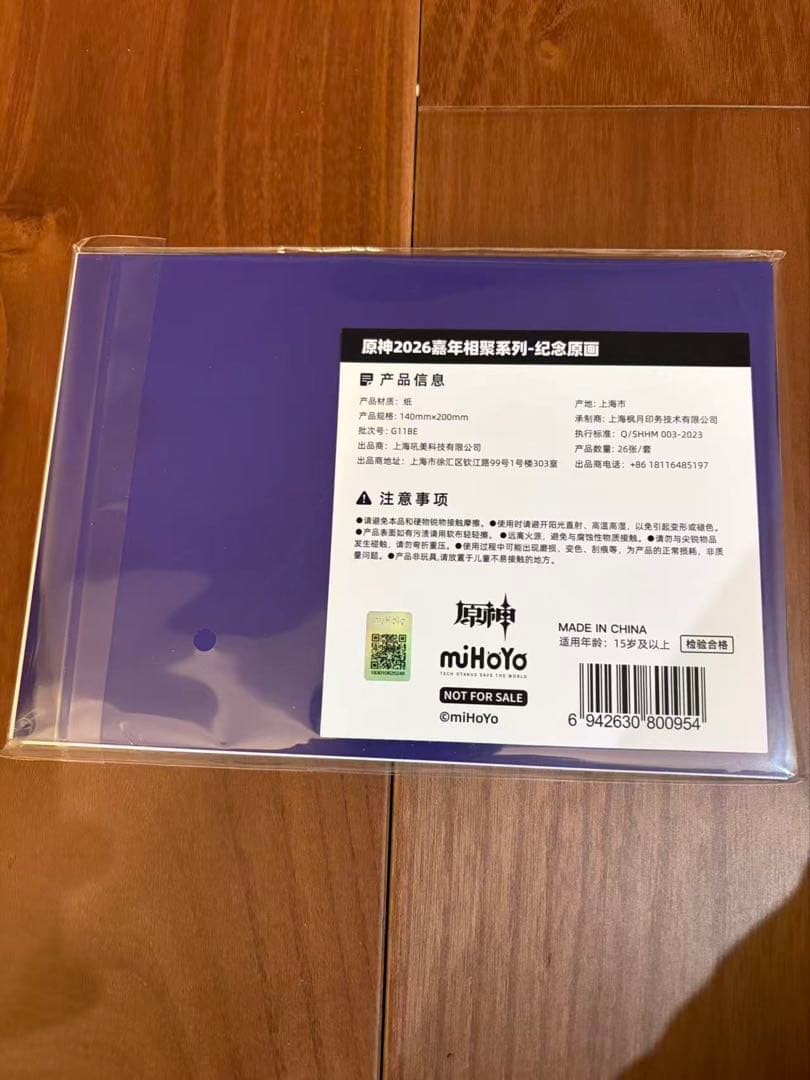 原神2026嘉年相聚系列-纪念原画
产品信息
产品材质：纸
产品规格：140mm×200mm
批次号：G11BE
出品商：上海吼美科技有限公司
出品商地址：上海市徐汇区钦江路99号1号楼303室
产地：上海市
承制商：上海枫月印务技术有限公司
执行标准：Q/SHHM 003-2023
产品数量：26张/套
出品商电话：+86 18116485197
注意事项
●请避免本品和硬物锐物接触摩擦。●使用时请避开阳光直射、高温高湿，以免引起变形或褪色。
●产品表面如有污渍请用软布轻轻擦。●远离火源，避免与腐蚀性物质接触。●请勿与尖锐物品
发生碰触，请勿弯折重压。●使用过程中可能出现磨损、变色、刮痕等，为产品的正常损耗，非质
量问题。●产品非玩具,请放置于儿童不易接触的地方。
miHoYo
原神
miHoYo
TECH OTAKUS SAVE THE WORLD
NOT FOR SALE
©miHoYo
MADE IN CHINA
适用年龄：15岁及以上
检验合格
6 942630 800954